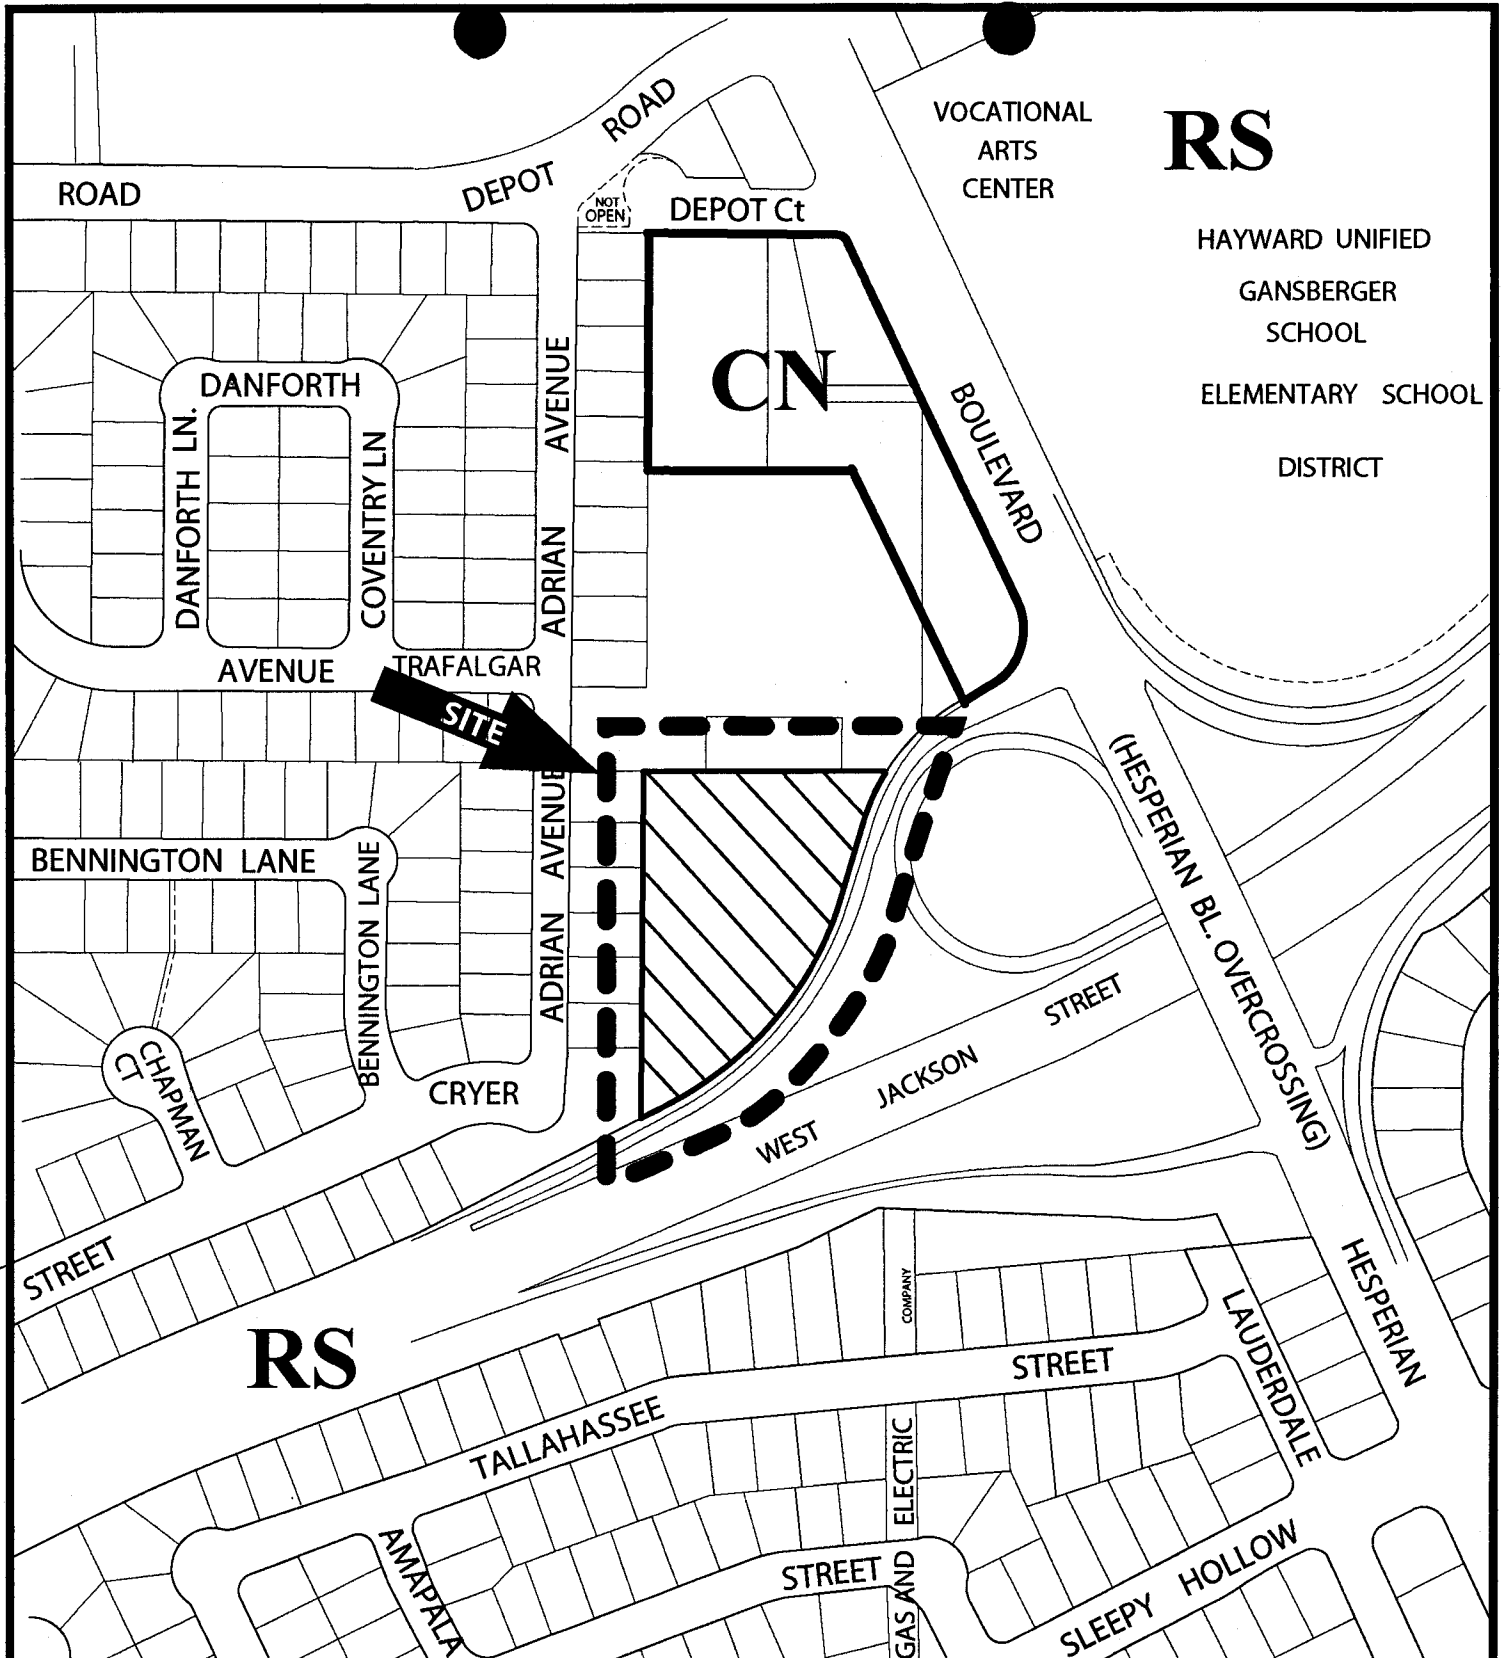 ROAD
VOCATIONAL
ARTS
CENTER
RS
ROAD
DEPOT
NOT
OPEN
DEPOT Ct
HAYWARD UNIFIED
GANSBERGER
SCHOOL
ELEMENTARY SCHOOL
DISTRICT
CN
DANFORTH
DANFORTH LN.
COVENTRY LN
ADRIAN AVENUE
BOULEVARD
AVENUE
TRAFALGAR
SITE
(HESPERIAN BL. OVERCROSSING)
BENNINGTON LANE
BENNINGTON LANE
ADRIAN AVENUE
CHAPMAN
CT
CRYER
STREET
WEST JACKSON STREET
HESPERIAN
COMPANY
LAUDERDALE
RS
TALLAHASSEE
STREET
GAS AND ELECTRIC
AMAPALA
STREET
SLEEPY HOLLOW